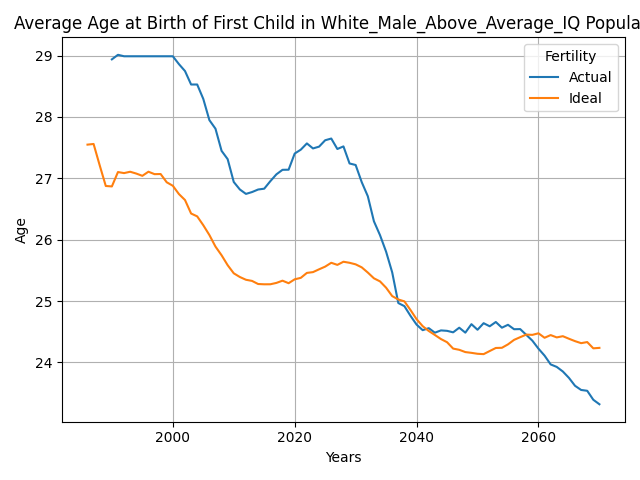 Average Age at Birth of First Child in White_Male_Above_Average_IQ Popula
Fertility
Actual
Ideal
29
28
27
26
25
24
Age
2000
2020
2040
2060
Years